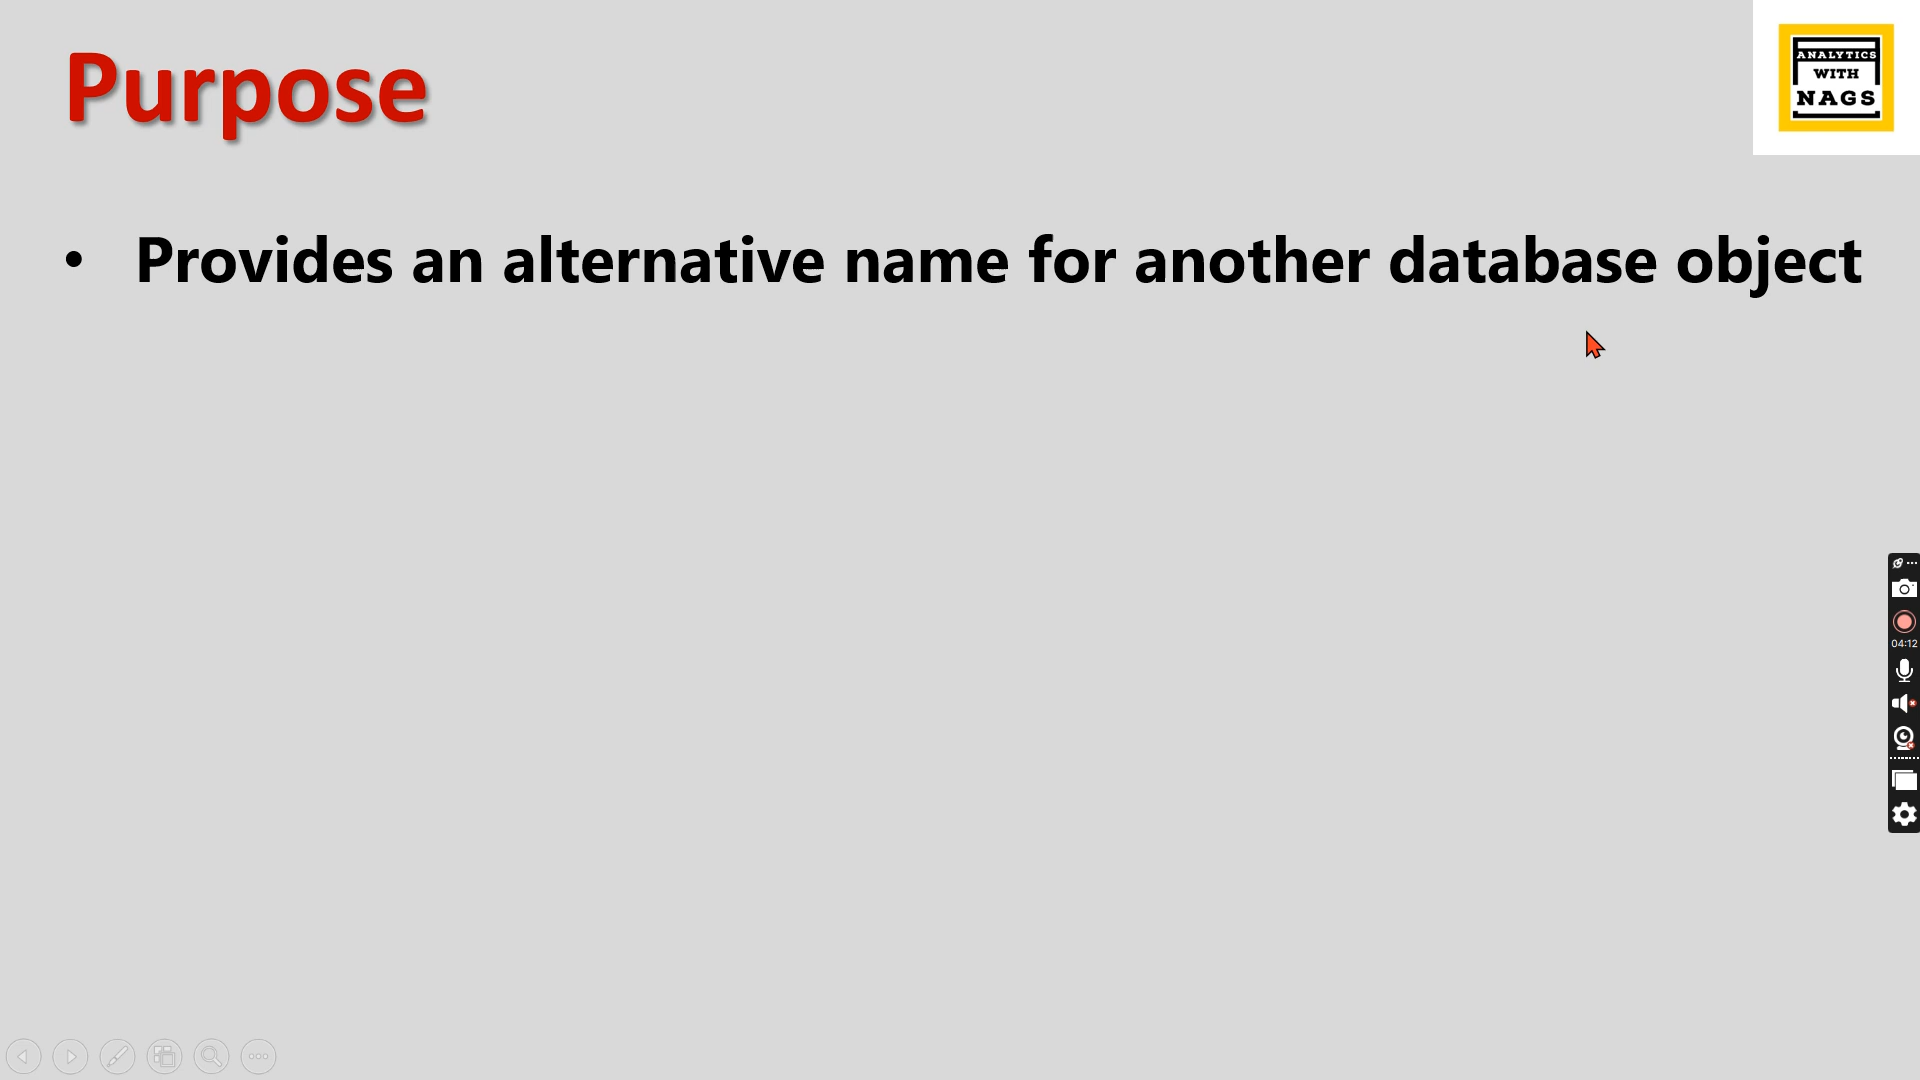 Purpose
ANALYTICS
WITH
NAGS
• Provides an alternative name for another database object
04:12